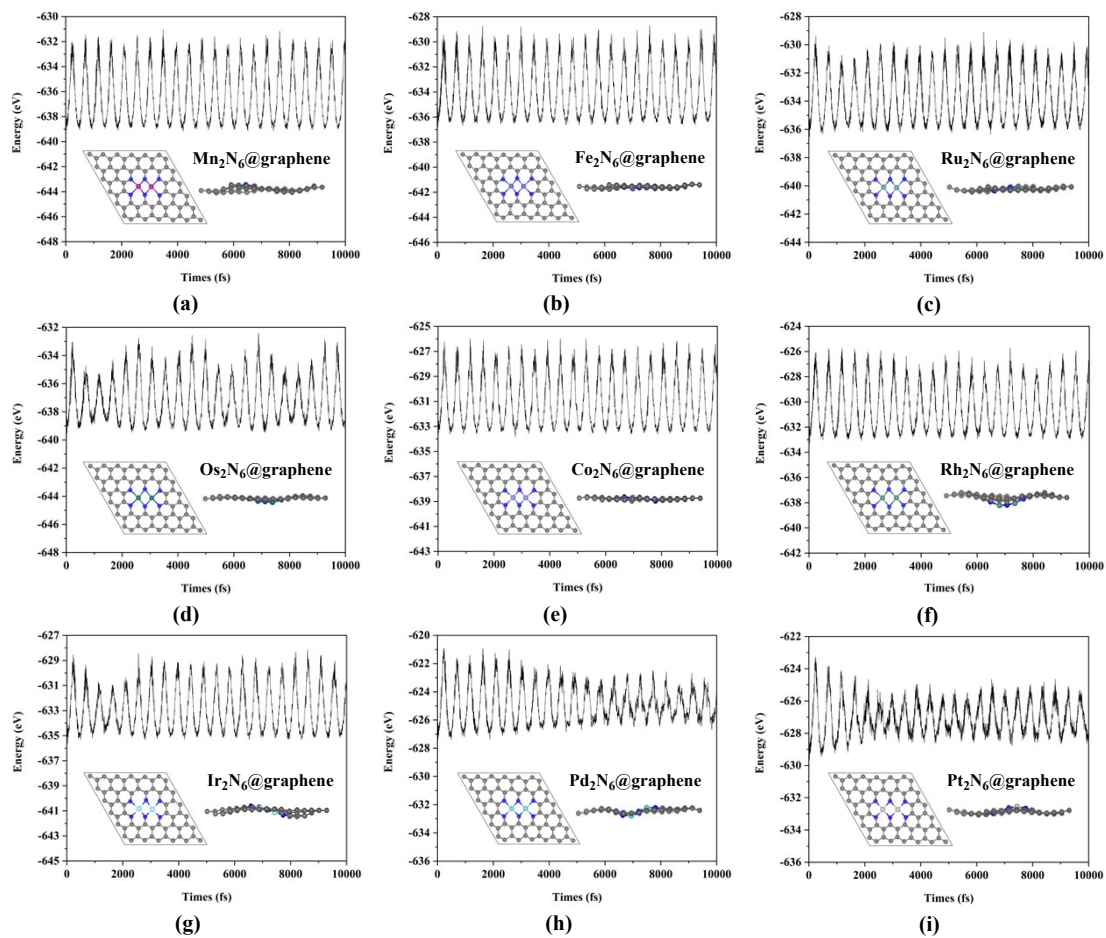 -630
-632
-634
-636
-638
-640
-642
-644
-646
-648
Energy (eV)
Mn2N6@graphene
0 2000 4000 6000 8000 10000
Times (fs)
(a)
-628
-630
-632
-634
-636
-638
-640
-642
-644
-646
Energy (eV)
Fe2N6@graphene
0 2000 4000 6000 8000 10000
Times (fs)
(b)
-628
-630
-632
-634
-636
-638
-640
-642
-644
Energy (eV)
Ru2N6@graphene
0 2000 4000 6000 8000 10000
Times (fs)
(c)
-632
-634
-636
-638
-640
-642
-644
-646
-648
Energy (eV)
Os2N6@graphene
0 2000 4000 6000 8000 10000
Times (fs)
(d)
-625
-627
-629
-631
-633
-635
-637
-639
-641
-643
Energy (eV)
Co2N6@graphene
0 2000 4000 6000 8000 10000
Times (fs)
(e)
-624
-626
-628
-630
-632
-634
-636
-638
-640
-642
Energy (eV)
Rh2N6@graphene
0 2000 4000 6000 8000 10000
Times (fs)
(f)
-627
-629
-631
-633
-635
-637
-639
-641
-643
-645
Energy (eV)
Ir2N6@graphene
0 2000 4000 6000 8000 10000
Times (fs)
(g)
-620
-622
-624
-626
-628
-630
-632
-634
-636
Energy (eV)
Pd2N6@graphene
0 2000 4000 6000 8000 10000
Times (fs)
(h)
-622
-624
-626
-628
-630
-632
-634
-636
Energy (eV)
Pt2N6@graphene
0 2000 4000 6000 8000 10000
Times (fs)
(i)